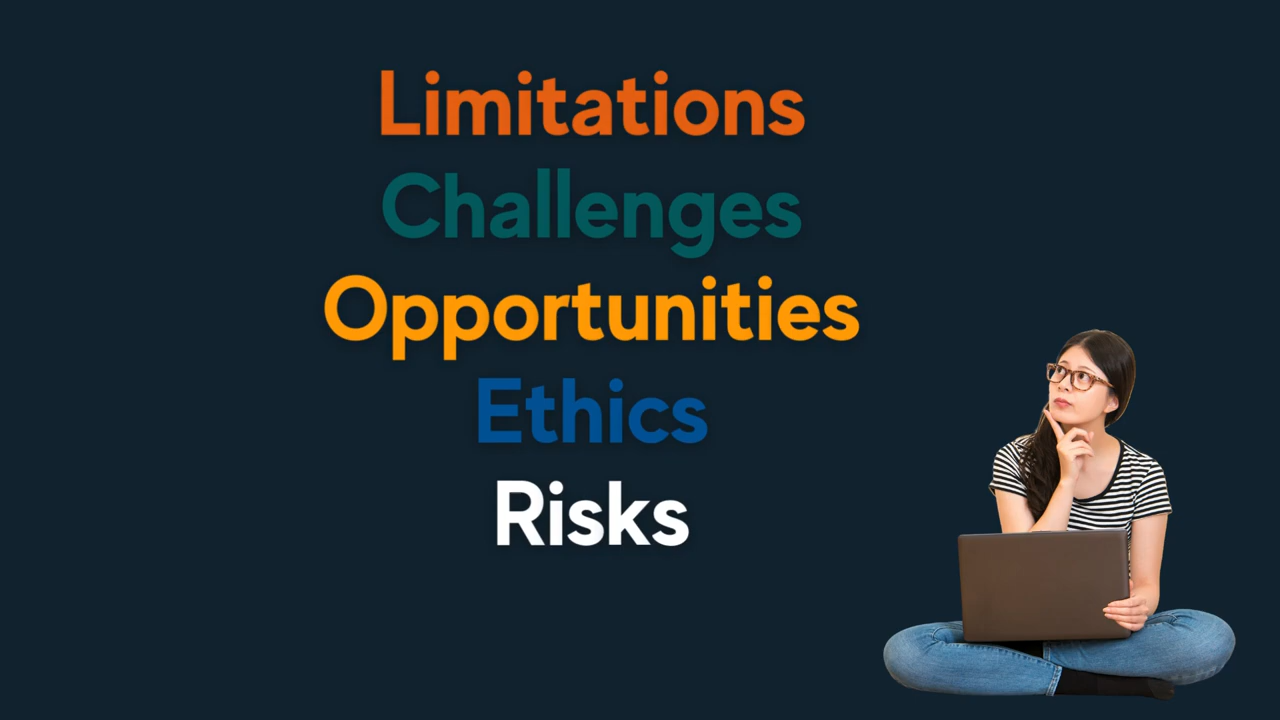 Limitations
Challenges
Opportunities
Ethics
Risks